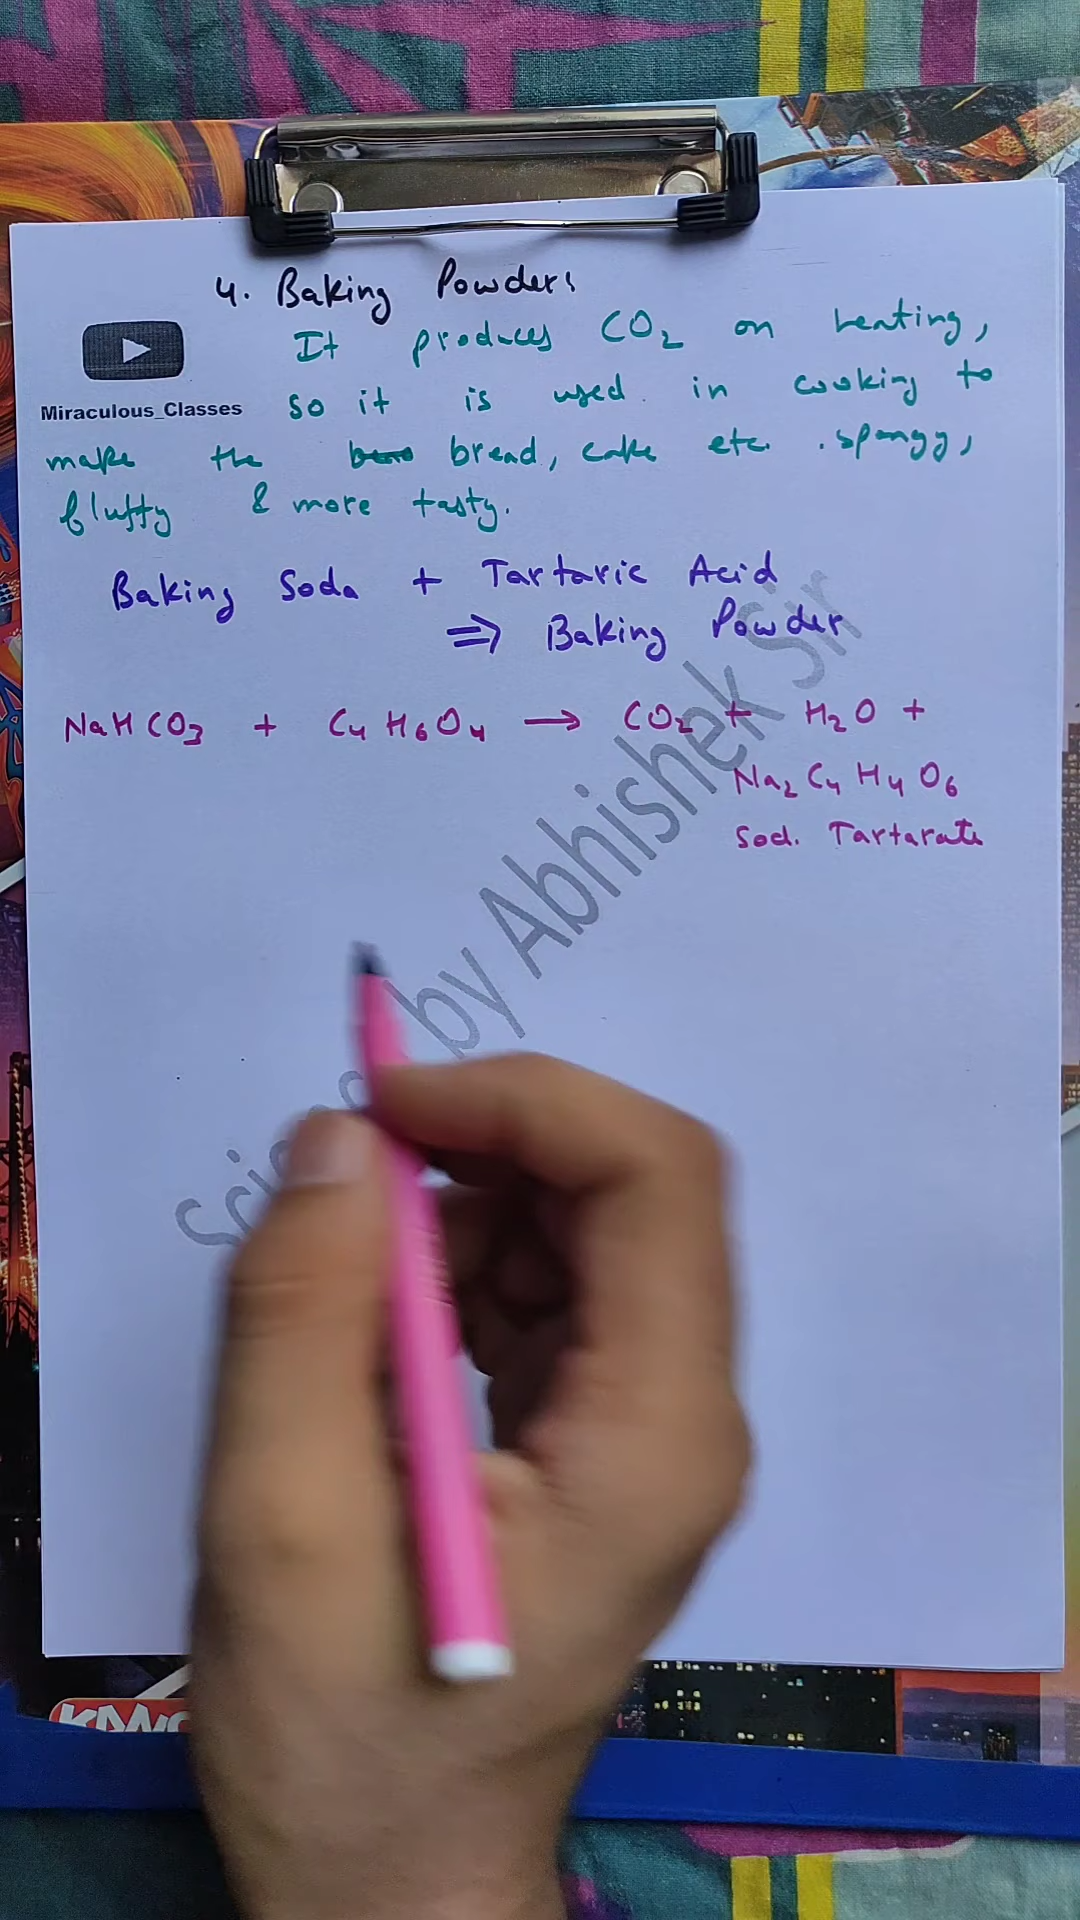 4. Baking Powder:
It produces CO2 on heating,
Miraculous_Classes
so it is used in cooking to
make the bread, cake etc. spongy,
fluffy & more tasty.
Baking Soda + Tartaric Acid
⇒ Baking Powder
NaHCO3 + C4H6O4 → CO2 + H2O +
Na2C4H4O6
Sod. Tartarate
by Abhishek Sir